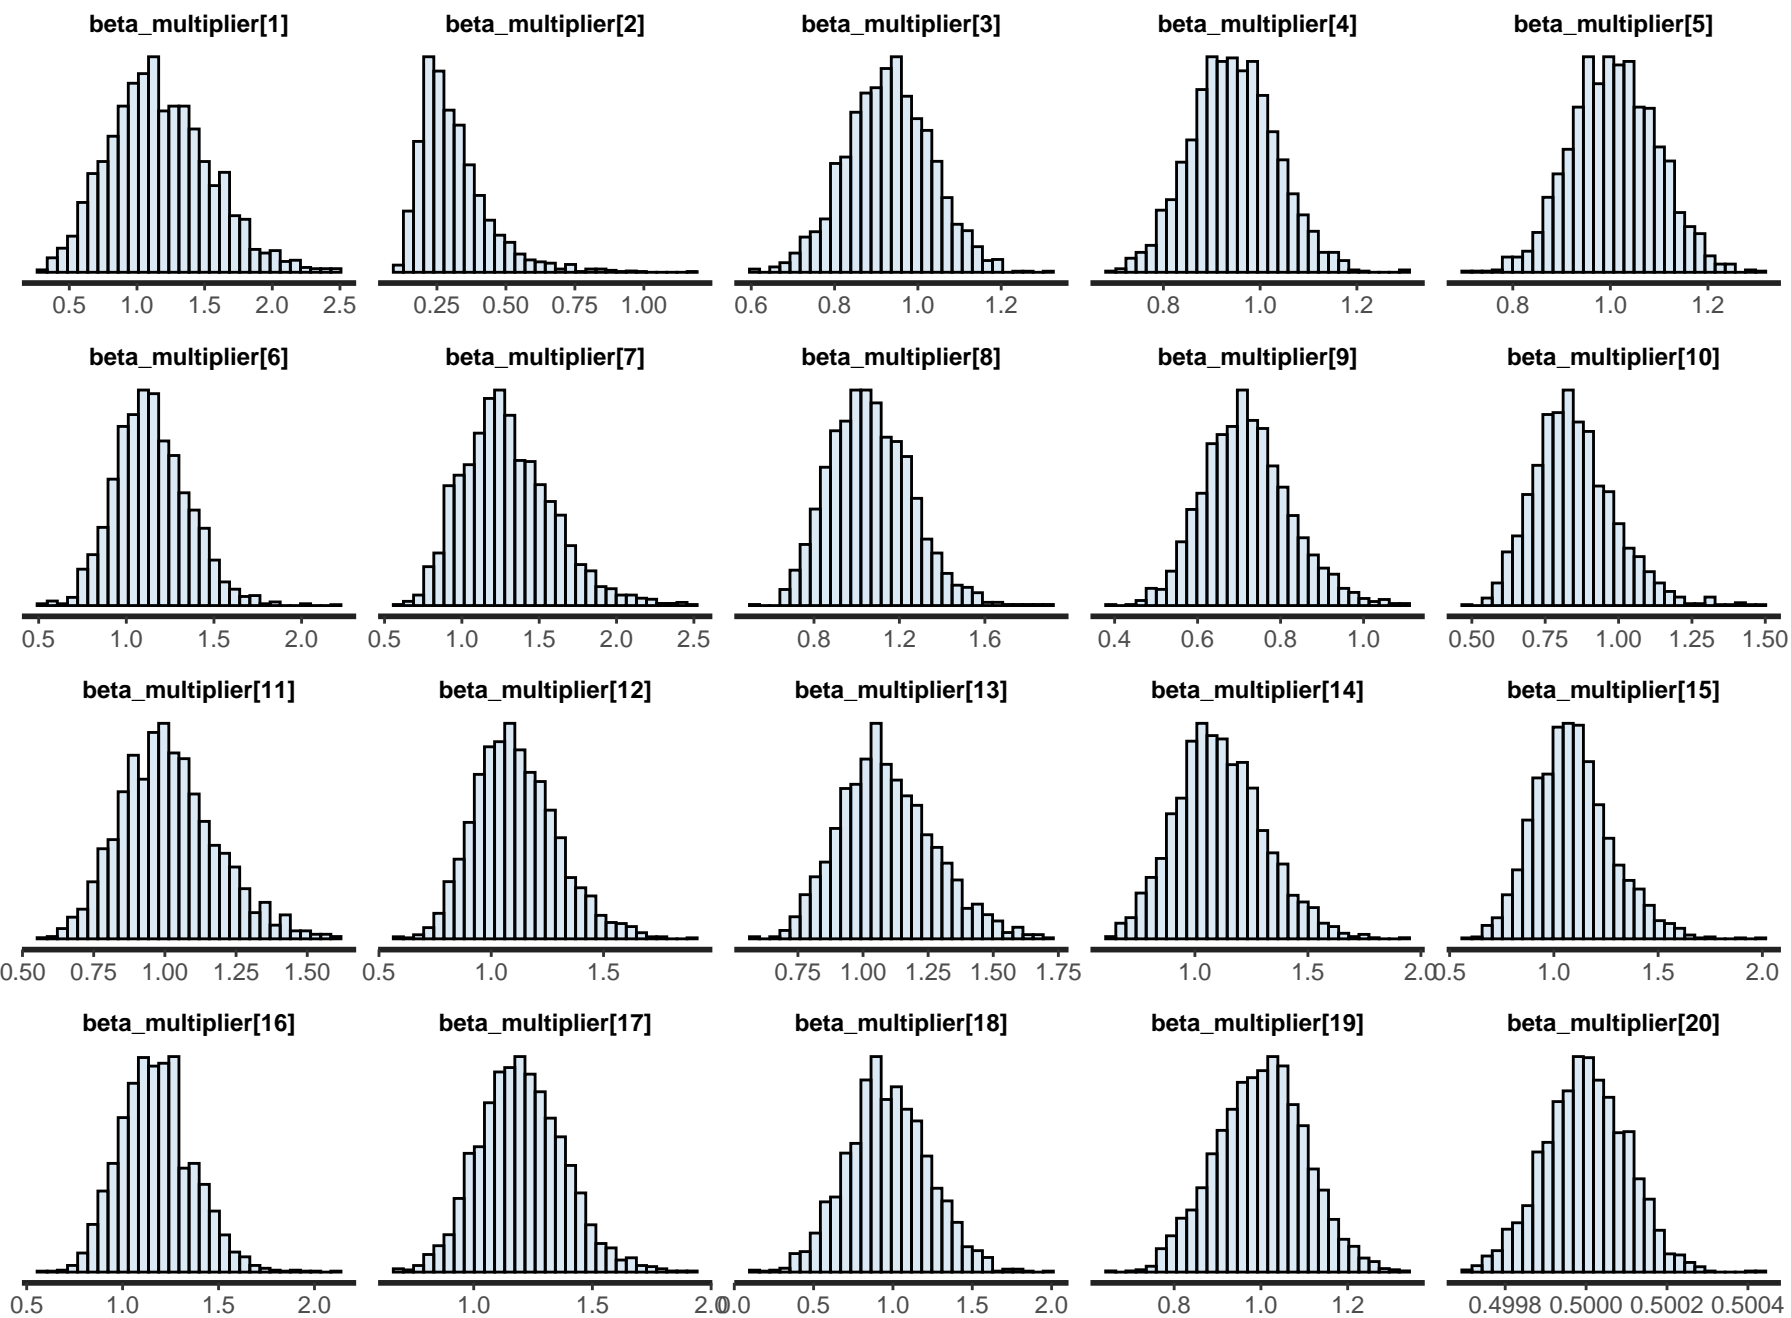 beta_multiplier[1] beta_multiplier[2] beta_multiplier[3] beta_multiplier[4] beta_multiplier[5]
0.5 1.0 1.5 2.0 2.5 0.25 0.50 0.75 1.00 0.6 0.8 1.0 1.2 0.8 1.0 1.2 0.8 1.0 1.2
beta_multiplier[6] beta_multiplier[7] beta_multiplier[8] beta_multiplier[9] beta_multiplier[10]
0.5 1.0 1.5 2.0 0.5 1.0 1.5 2.0 2.5 0.8 1.2 1.6 0.4 0.6 0.8 1.0 0.50 0.75 1.00 1.25 1.50
beta_multiplier[11] beta_multiplier[12] beta_multiplier[13] beta_multiplier[14] beta_multiplier[15]
0.50 0.75 1.00 1.25 1.50 0.5 1.0 1.5 0.75 1.00 1.25 1.50 1.75 1.0 1.5 2.0 0.5 1.0 1.5 2.0
beta_multiplier[16] beta_multiplier[17] beta_multiplier[18] beta_multiplier[19] beta_multiplier[20]
0.5 1.0 1.5 2.0 1.0 1.5 2.0 0.0 0.5 1.0 1.5 2.0 0.8 1.0 1.2 0.4998 0.5000 0.5002 0.5004